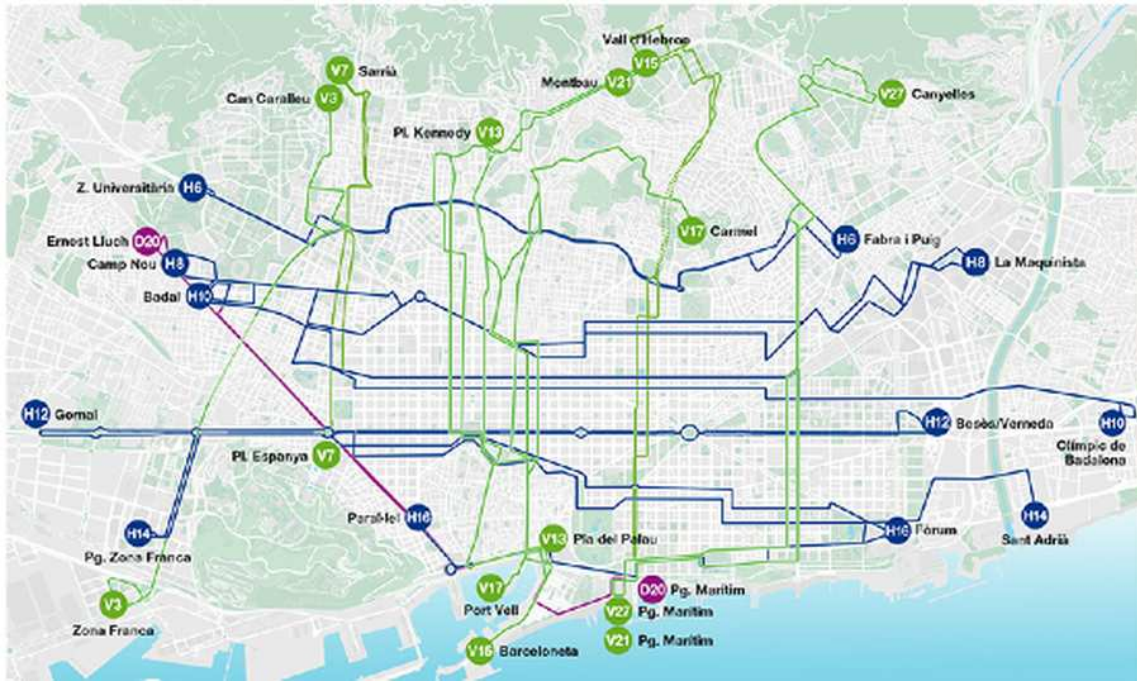 Vall d'Hebron
V7 Sarrià
V15
Montbau V21
Can Caralleu V3
V27 Canyelles
Pl. Kennedy V13
Z. Universitària H6
V17 Carmel
Ernest Lluch D20
H6 Fabra i Puig
Camp Nou H8
H8 La Maquinista
Badal H10
H12 Gornal
H12 Besòs/Verneda
H10
Olímpic de
Badalona
Pl. Espanya V7
Paral·lel H16
H14
Pg. Zona Franca
H16 Fòrum
H14
Sant Adrià
V13 Pla del Palau
V17
Port Vell
D20 Pg. Marítim
V3
Zona Franca
V27 Pg. Marítim
V21 Pg. Marítim
V15 Barceloneta